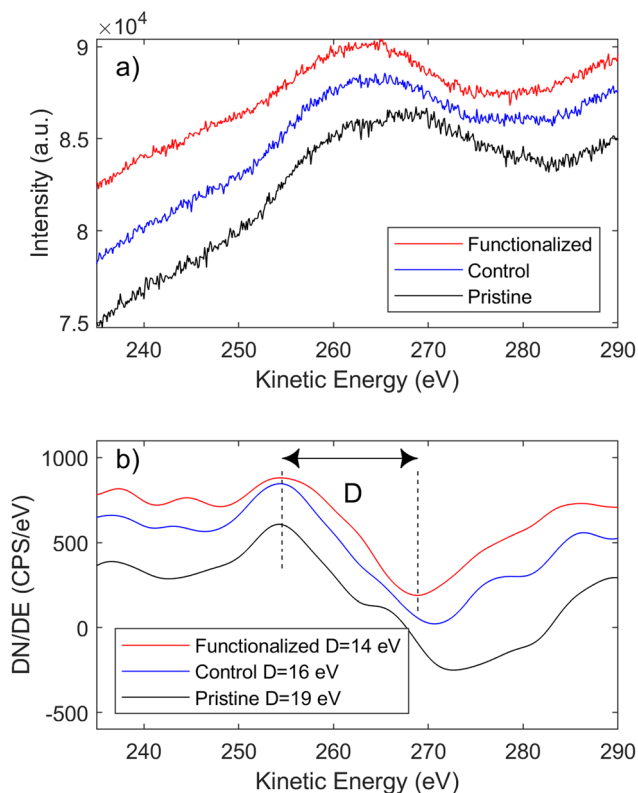 ×10⁴
a)
9
8.5
8
7.5
Intensity (a.u.)
Functionalized
Control
Pristine
240 250 260 270 280 290
Kinetic Energy (eV)
b)
D
1000
500
0
-500
DN/DE (CPS/eV)
Functionalized D=14 eV
Control D=16 eV
Pristine D=19 eV
240 250 260 270 280 290
Kinetic Energy (eV)